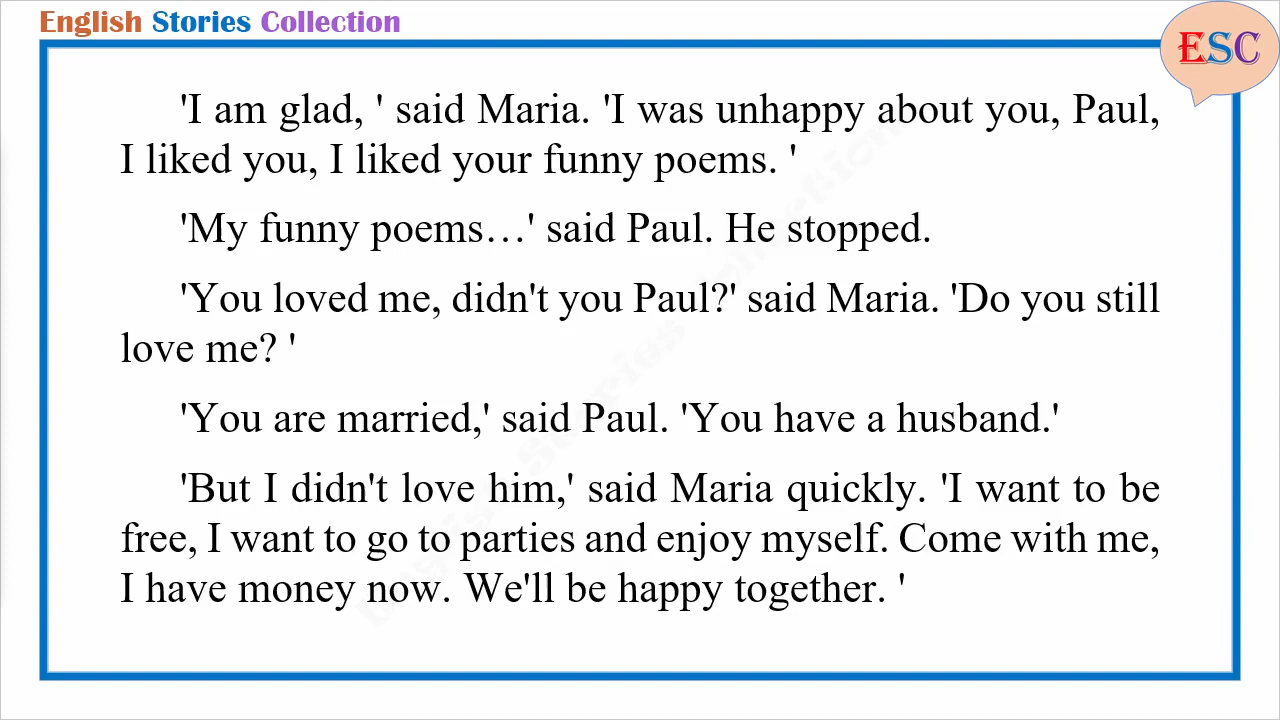 English Stories Collection
ESC
'I am glad, ' said Maria. 'I was unhappy about you, Paul,
I liked you, I liked your funny poems. '
'My funny poems…' said Paul. He stopped.
'You loved me, didn't you Paul?' said Maria. 'Do you still
love me? '
'You are married,' said Paul. 'You have a husband.'
'But I didn't love him,' said Maria quickly. 'I want to be
free, I want to go to parties and enjoy myself. Come with me,
I have money now. We'll be happy together. '
English Stories Collection